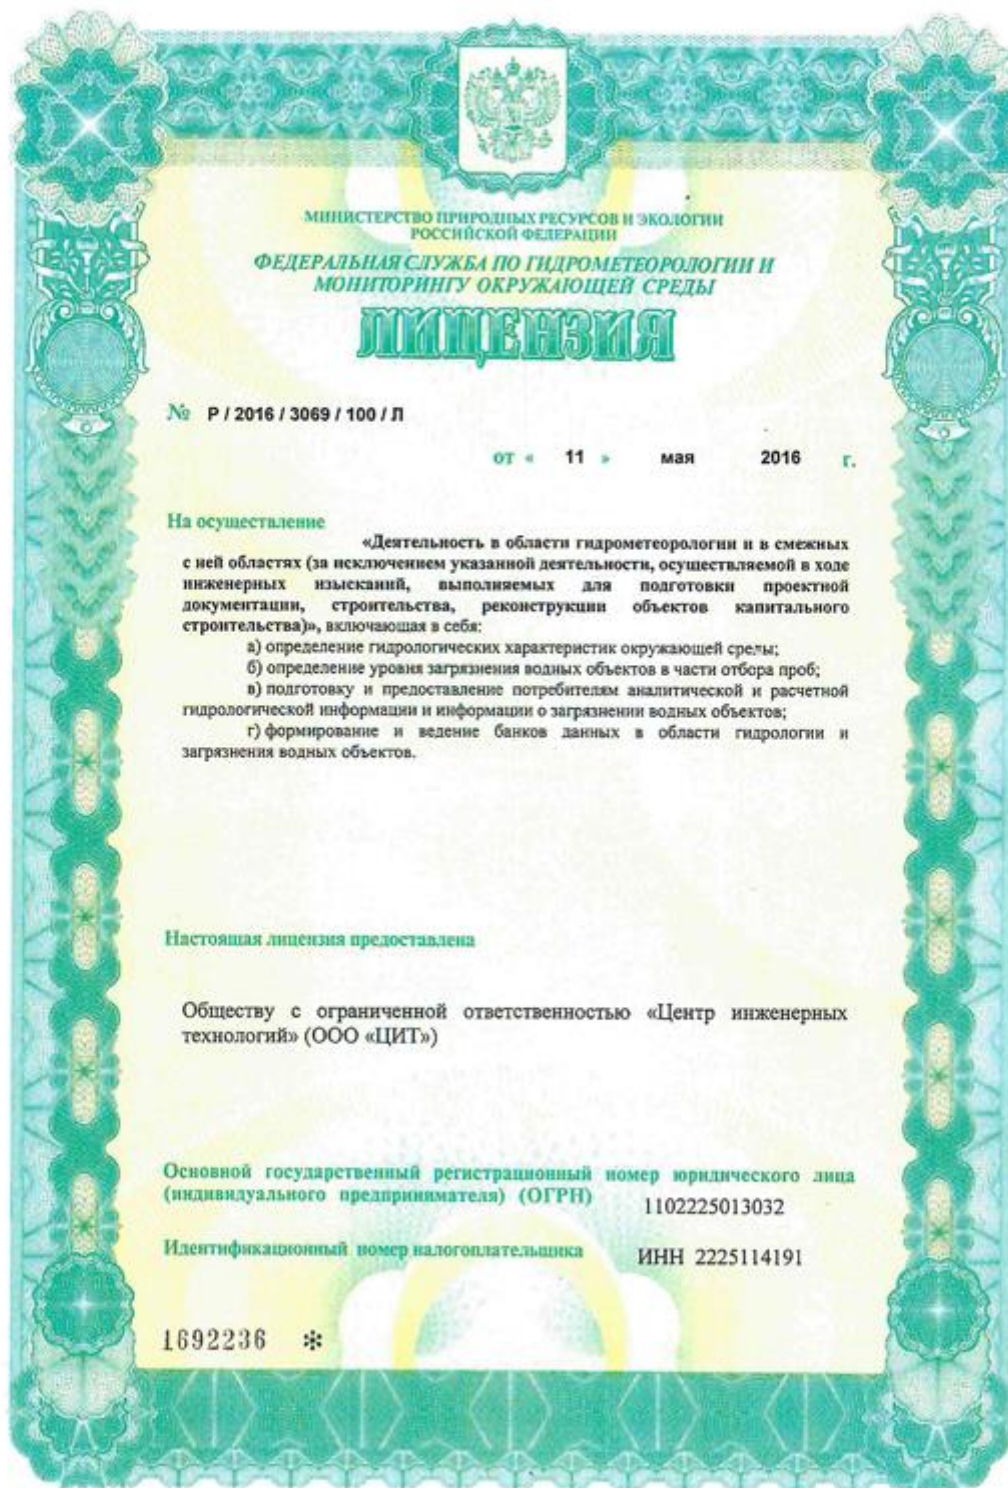 МИНИСТЕРСТВО ПРИРОДНЫХ РЕСУРСОВ И ЭКОЛОГИИ
РОССИЙСКОЙ ФЕДЕРАЦИИ
ФЕДЕРАЛЬНАЯ СЛУЖБА ПО ГИДРОМЕТЕОРОЛОГИИ И
МОНИТОРИНГУ ОКРУЖАЮЩЕЙ СРЕДЫ
ЛИЦЕНЗИЯ
№ Р / 2016 / 3069 / 100 / Л
от « 11 » мая 2016 г.
На осуществление
«Деятельность в области гидрометеорологии и в смежных
с ней областях (за исключением указанной деятельности, осуществляемой в ходе
инженерных изысканий, выполняемых для подготовки проектной
документации, строительства, реконструкции объектов капитального
строительства)», включающая в себя:
а) определение гидрологических характеристик окружающей среды;
б) определение уровня загрязнения водных объектов в части отбора проб;
в) подготовку и предоставление потребителям аналитической и расчетной
гидрологической информации и информации о загрязнении водных объектов;
г) формирование и ведение банков данных в области гидрологии и
загрязнения водных объектов.
Настоящая лицензия предоставлена
Обществу с ограниченной ответственностью «Центр инженерных
технологий» (ООО «ЦИТ»)
Основной государственный регистрационный номер юридического лица
(индивидуального предпринимателя) (ОГРН) 1102225013032
Идентификационный номер налогоплательщика ИНН 2225114191
1692236 *